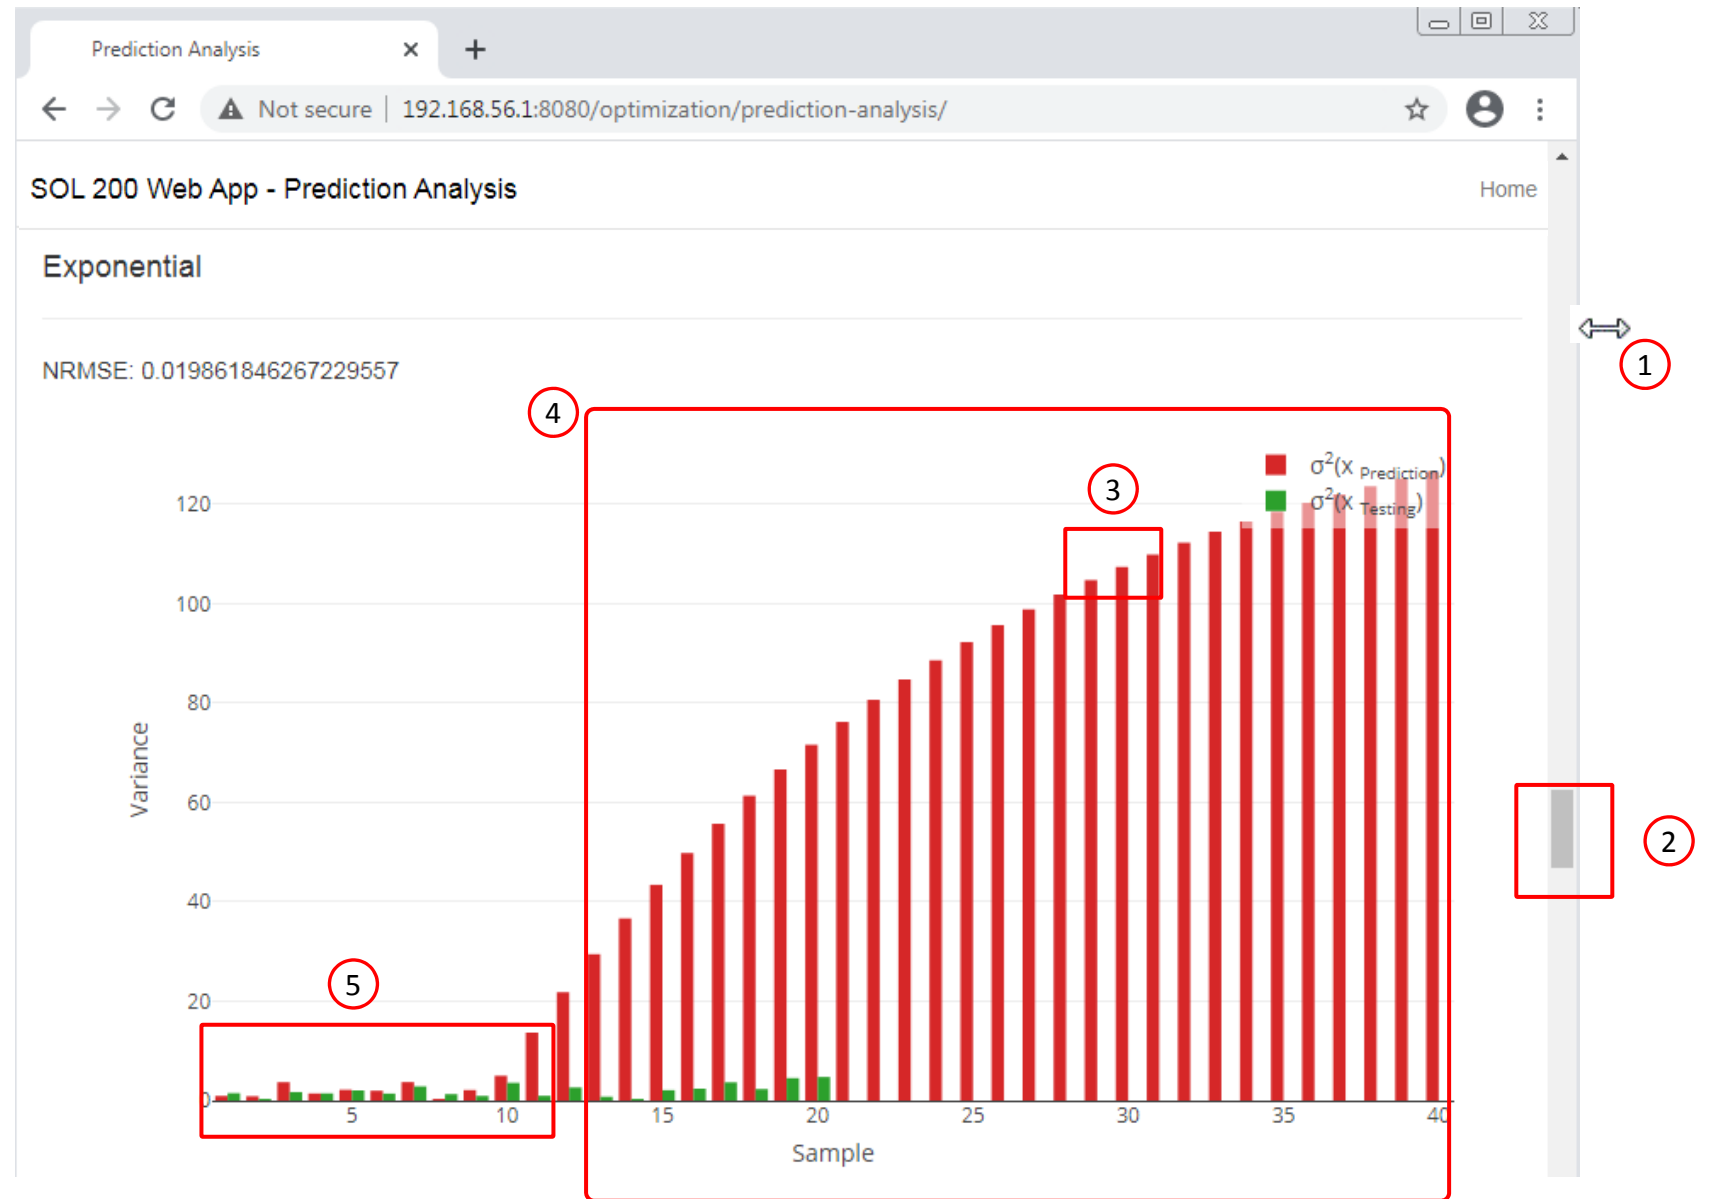 Prediction Analysis
Not secure 192.168.56.1:8080/optimization/prediction-analysis/
SOL 200 Web App - Prediction Analysis
Home
Exponential
1
NRMSE: 0.019861846267229557
4
σ²(x Prediction)
3
σ²(x Testing)
120
100
80
Variance
60
2
40
5
20
0
5 10 15 20 25 30 35 40
Sample